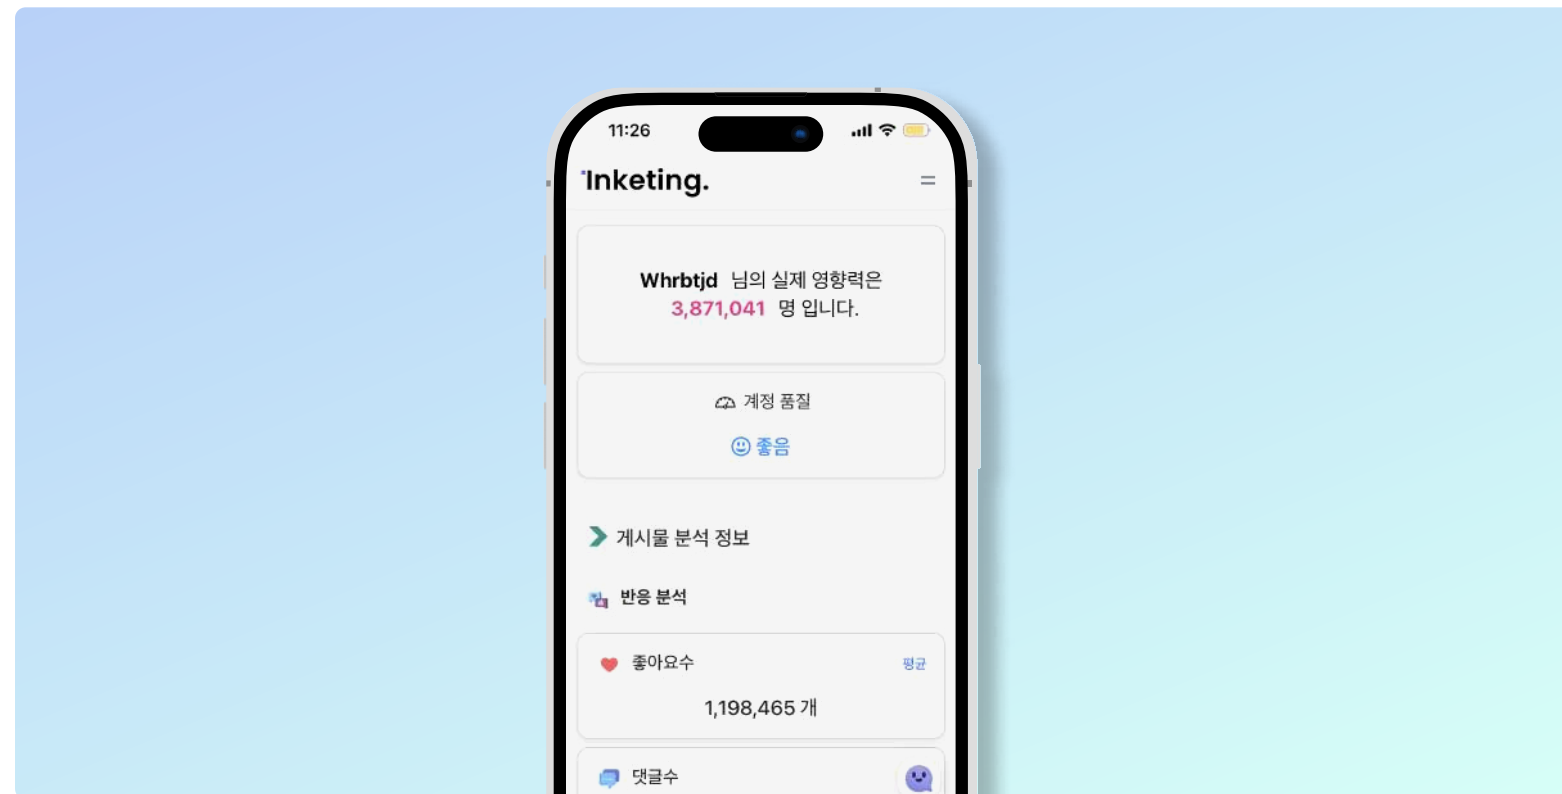 11:26
Inketing.
Whrbtjd 님의 실제 영향력은
3,871,041 명 입니다.
계정 품질
좋음
게시물 분석 정보
반응 분석
좋아요수 평균
1,198,465 개
댓글수